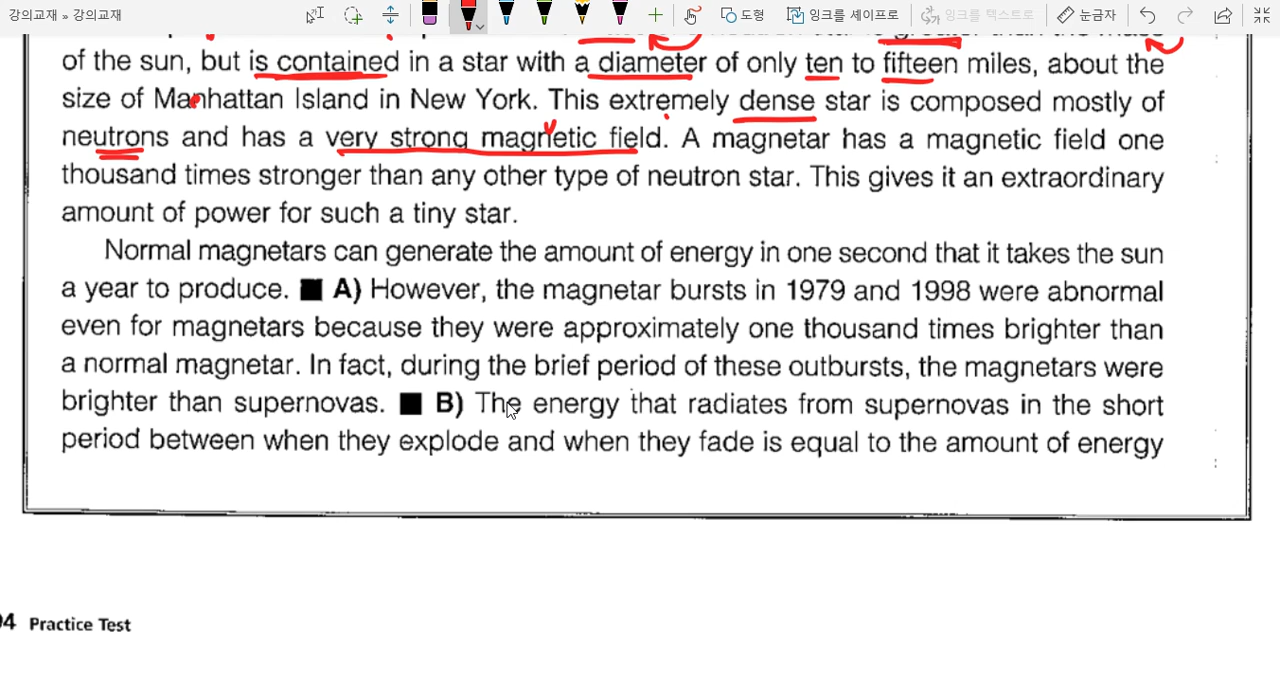 강의교재 » 강의교재
도형
잉크를 셰이프로
잉크를 텍스트로
눈금자
of the sun, but is contained in a star with a diameter of only ten to fifteen miles, about the
size of Manhattan Island in New York. This extremely dense star is composed mostly of
neutrons and has a very strong magnetic field. A magnetar has a magnetic field one
thousand times stronger than any other type of neutron star. This gives it an extraordinary
amount of power for such a tiny star.
Normal magnetars can generate the amount of energy in one second that it takes the sun
a year to produce. ■ A) However, the magnetar bursts in 1979 and 1998 were abnormal
even for magnetars because they were approximately one thousand times brighter than
a normal magnetar. In fact, during the brief period of these outbursts, the magnetars were
brighter than supernovas. ■ B) The energy that radiates from supernovas in the short
period between when they explode and when they fade is equal to the amount of energy
04 Practice Test